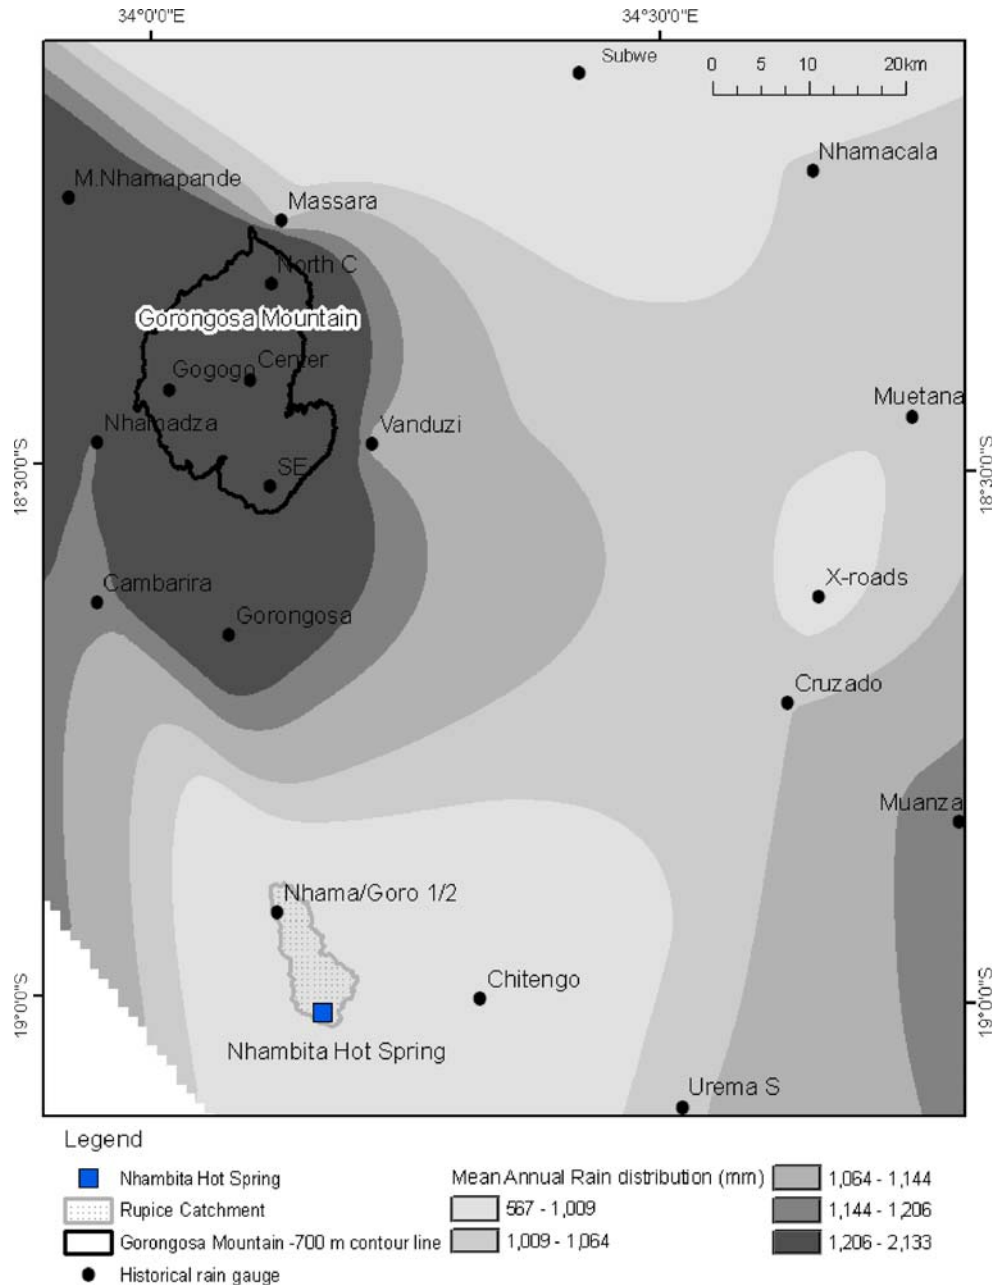 34°0'0"E
34°30'0"E
Subwe
0 5 10 20km
Nhamacala
M.Nhamapande
Massara
North C
Gorongosa Mountain
Center
Gogogo
Muetana
Nhamadza
Vanduzi
18°30'0"S
18°30'0"S
SE
Cambarira
X-roads
Gorongosa
Cruzado
Muanza
Nhama/Goro 1/2
Chitengo
19°0'0"S
19°0'0"S
Nhambita Hot Spring
Urema S
Legend
Nhambita Hot Spring
Rupice Catchment
Gorongosa Mountain -700 m contour line
Historical rain gauge
Mean Annual Rain distribution (mm)
567 - 1,009
1,009 - 1,064
1,064 - 1,144
1,144 - 1,206
1,206 - 2,133